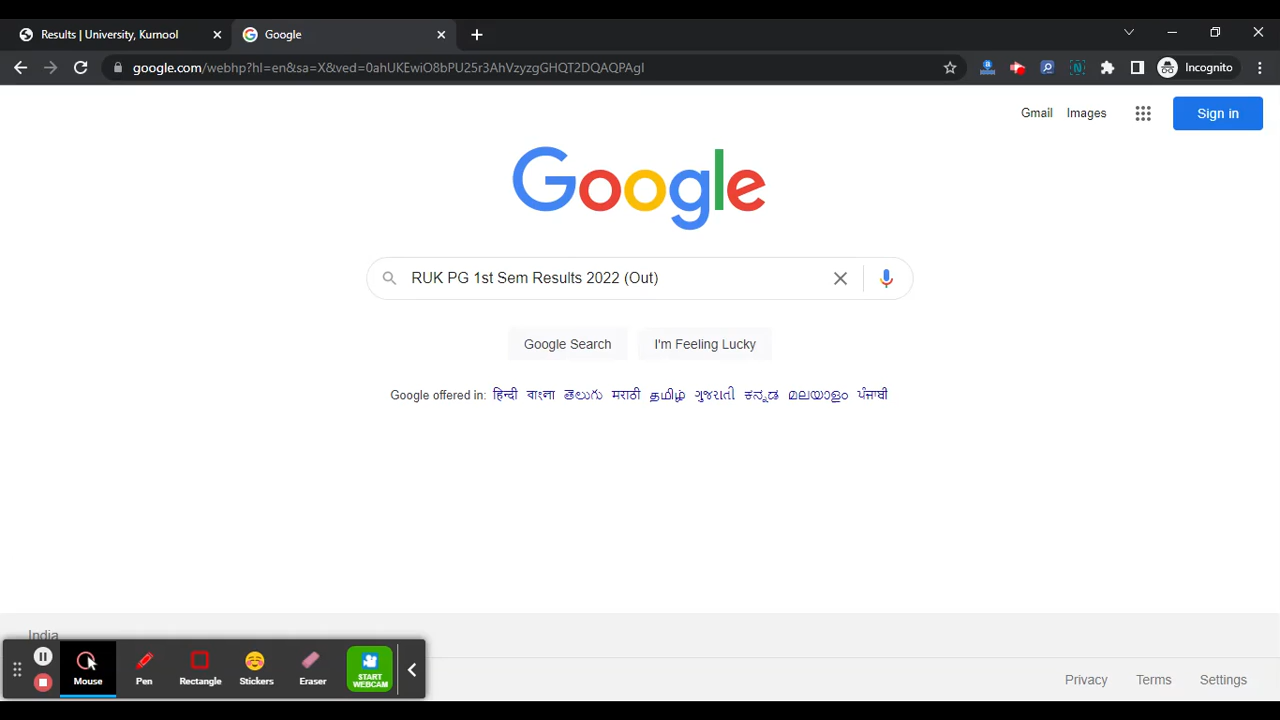 Results | University, Kurnool
Google
google.com/webhp?hl=en&sa=X&ved=0ahUKEwiO8bPU25r3AhVzyzgGHQT2DQAQPAgI
Incognito
Gmail Images Sign in
Google
RUK PG 1st Sem Results 2022 (Out)
Google Search I'm Feeling Lucky
Google offered in: हिन्दी বাংলা తెలుగు मराठी தமிழ் ગુજરાતી ಕನ್ನಡ മലയാളം ਪੰਜਾਬੀ
India
Mouse Pen Rectangle Stickers Eraser START WEBCAM
Privacy Terms Settings